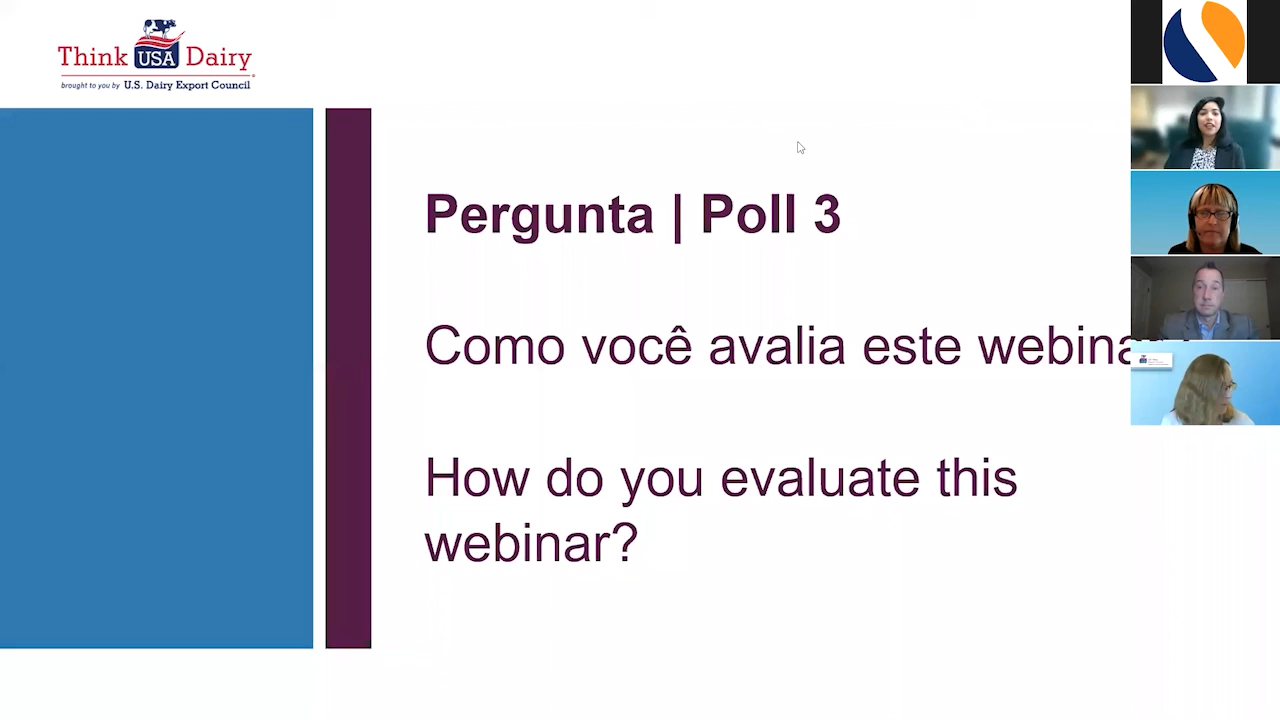 Think USA Dairy
brought to you by U.S. Dairy Export Council
Pergunta | Poll 3
Como você avalia este
How do you evaluate this
webinar?